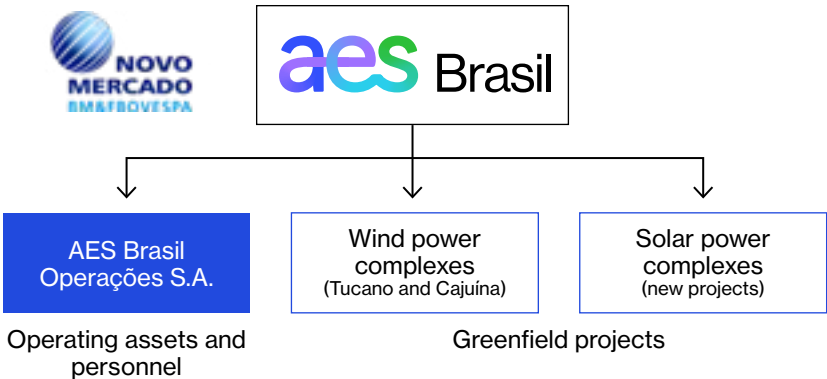 NOVO
MERCADO
BM&FBOVESPA
aes Brasil
AES Brasil
Operações S.A.
Wind power
complexes
(Tucano and Cajuína)
Solar power
complexes
(new projects)
Operating assets and
personnel
Greenfield projects